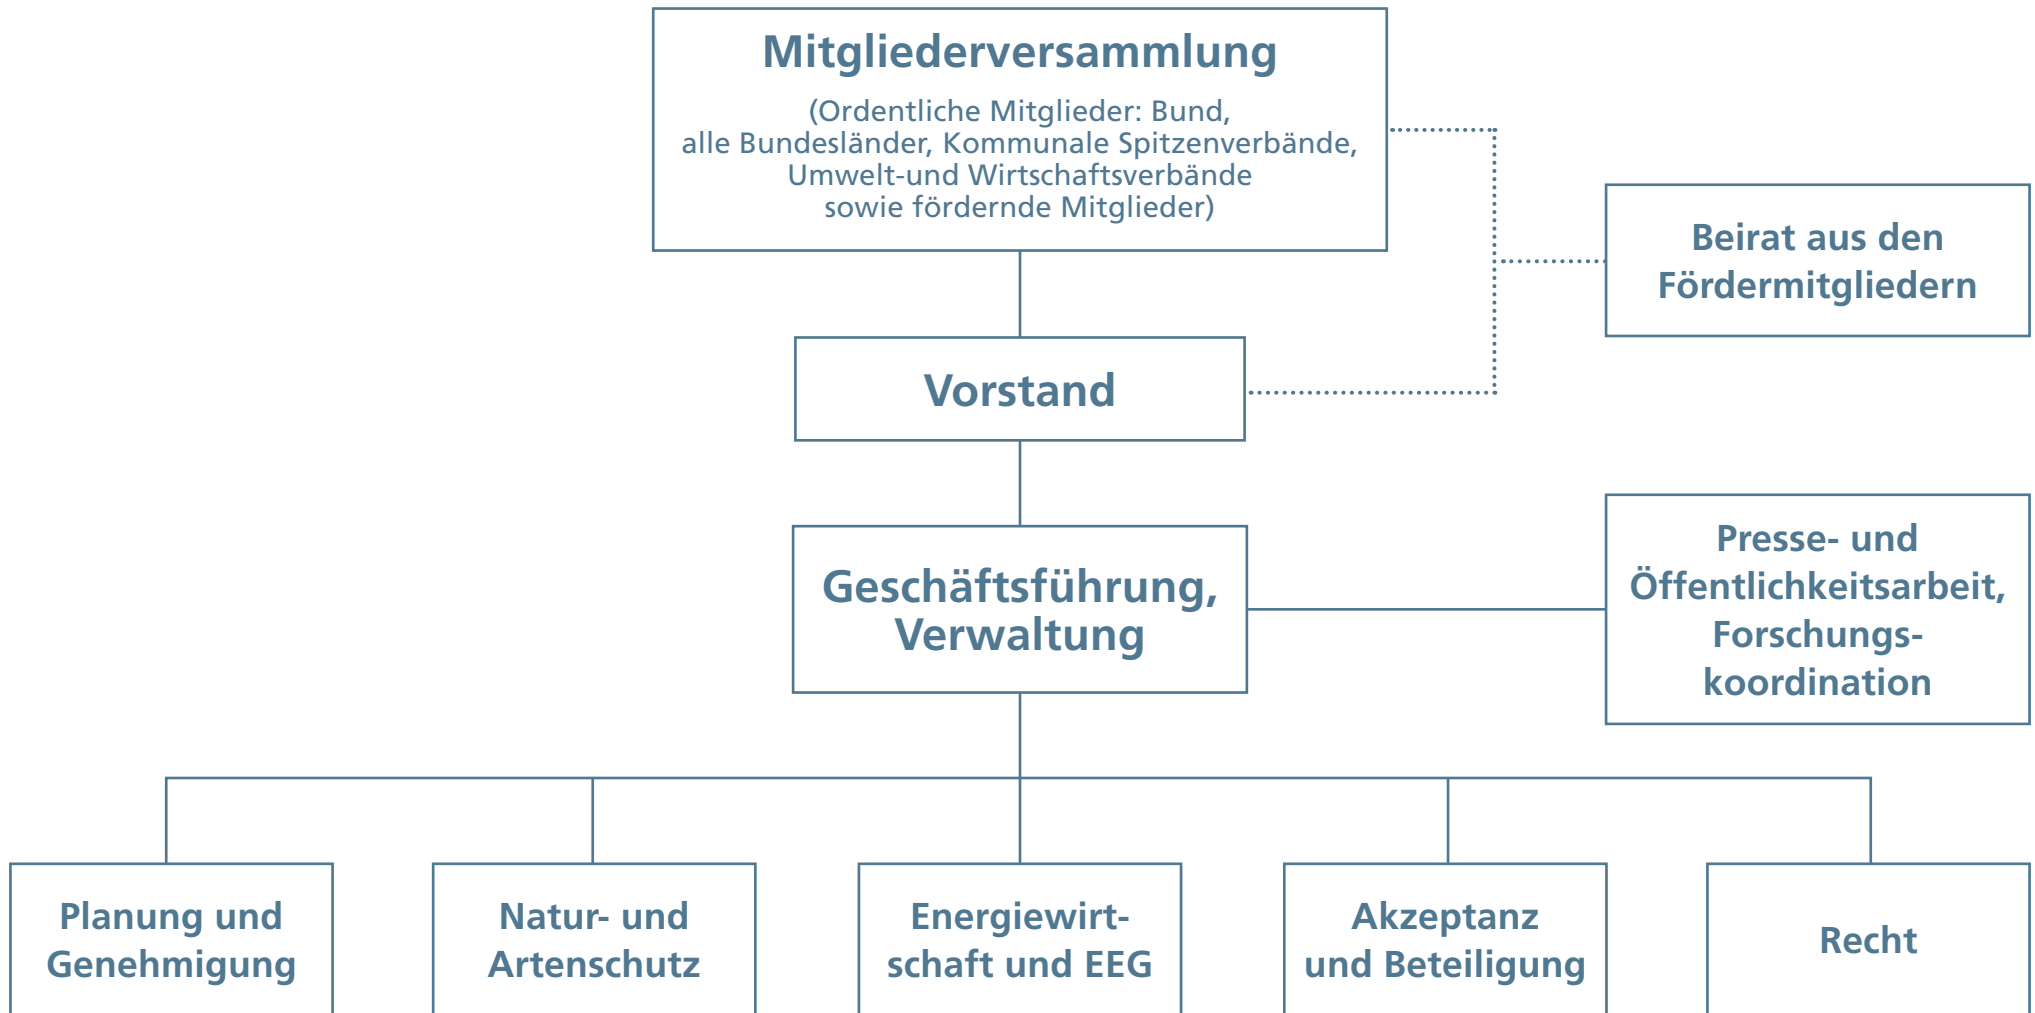 Mitgliederversammlung
(Ordentliche Mitglieder: Bund,
alle Bundesländer, Kommunale Spitzenverbände,
Umwelt-und Wirtschaftsverbände
sowie fördernde Mitglieder)
Beirat aus den
Fördermitgliedern
Vorstand
Geschäftsführung,
Verwaltung
Presse- und
Öffentlichkeitsarbeit,
Forschungs-
koordination
Planung und
Genehmigung
Natur- und
Artenschutz
Energiewirt-
schaft und EEG
Akzeptanz
und Beteiligung
Recht